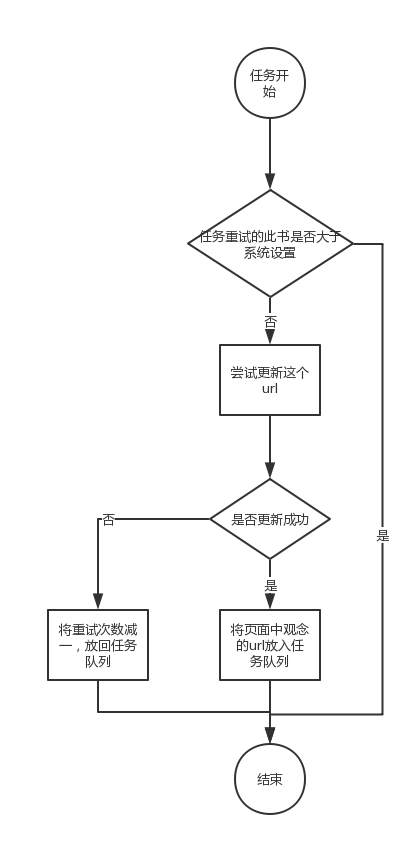 任务开
始
任务重试的此书是否大于
系统设置
否
尝试更新这个
url
否
是否更新成功
是
是
将重试次数减
一，放回任务
队列
将页面中观念
的url放入任
务队列
结束